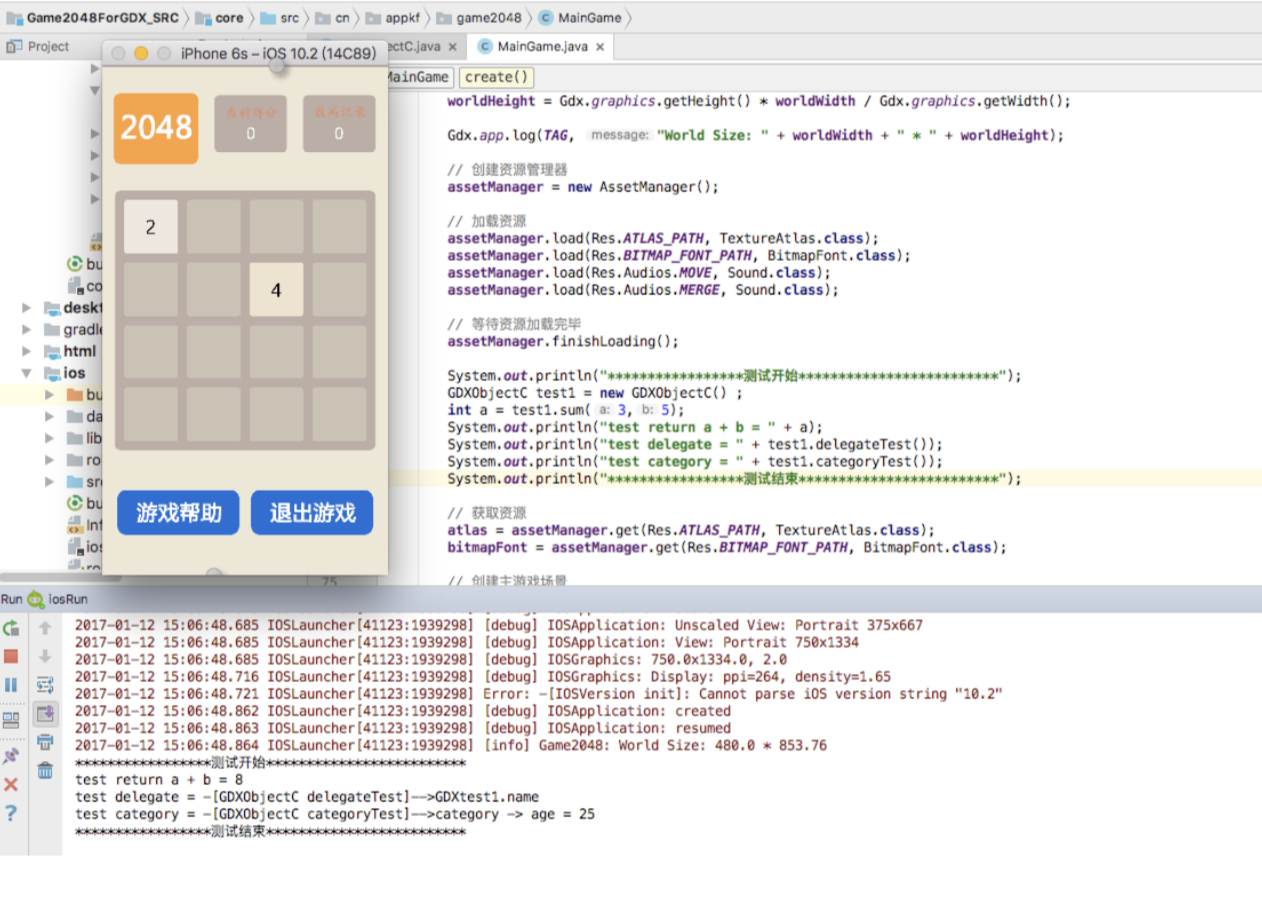 Game2048ForGDX_SRC core src cn appkf game2048 MainGame
Project
ectC.java MainGame.java
iPhone 6s – iOS 10.2 (14C89)
MainGame create()
2048
当前得分
0
最高记录
0
2
4
游戏帮助 退出游戏
bu
co
deskt
gradle
html
ios
bu
da
lib
ro
src
bu
Inf
ios
ro
worldHeight = Gdx.graphics.getHeight() * worldWidth / Gdx.graphics.getWidth();
Gdx.app.log(TAG, message: "World Size: " + worldWidth + " * " + worldHeight);
// 创建资源管理器
assetManager = new AssetManager();
// 加载资源
assetManager.load(Res.ATLAS_PATH, TextureAtlas.class);
assetManager.load(Res.BITMAP_FONT_PATH, BitmapFont.class);
assetManager.load(Res.Audios.MOVE, Sound.class);
assetManager.load(Res.Audios.MERGE, Sound.class);
// 等待资源加载完毕
assetManager.finishLoading();
System.out.println("*****************测试开始*************************");
GDXObjectC test1 = new GDXObjectC() ;
int a = test1.sum( a: 3, b: 5);
System.out.println("test return a + b = " + a);
System.out.println("test delegate = " + test1.delegateTest());
System.out.println("test category = " + test1.categoryTest());
System.out.println("*****************测试结束*************************");
// 获取资源
atlas = assetManager.get(Res.ATLAS_PATH, TextureAtlas.class);
bitmapFont = assetManager.get(Res.BITMAP_FONT_PATH, BitmapFont.class);
75 // 创建主游戏场景
Run iosRun
2017-01-12 15:06:48.685 IOSLauncher[41123:1939298] [debug] IOSApplication: Unscaled View: Portrait 375x667
2017-01-12 15:06:48.685 IOSLauncher[41123:1939298] [debug] IOSApplication: View: Portrait 750x1334
2017-01-12 15:06:48.685 IOSLauncher[41123:1939298] [debug] IOSGraphics: 750.0x1334.0, 2.0
2017-01-12 15:06:48.716 IOSLauncher[41123:1939298] [debug] IOSGraphics: Display: ppi=264, density=1.65
2017-01-12 15:06:48.721 IOSLauncher[41123:1939298] Error: -[IOSVersion init]: Cannot parse iOS version string "10.2"
2017-01-12 15:06:48.862 IOSLauncher[41123:1939298] [debug] IOSApplication: created
2017-01-12 15:06:48.863 IOSLauncher[41123:1939298] [debug] IOSApplication: resumed
2017-01-12 15:06:48.864 IOSLauncher[41123:1939298] [info] Game2048: World Size: 480.0 * 853.76
*****************测试开始*************************
test return a + b = 8
test delegate = -[GDXObjectC delegateTest]-->GDXtest1.name
test category = -[GDXObjectC categoryTest]-->category -> age = 25
*****************测试结束*************************